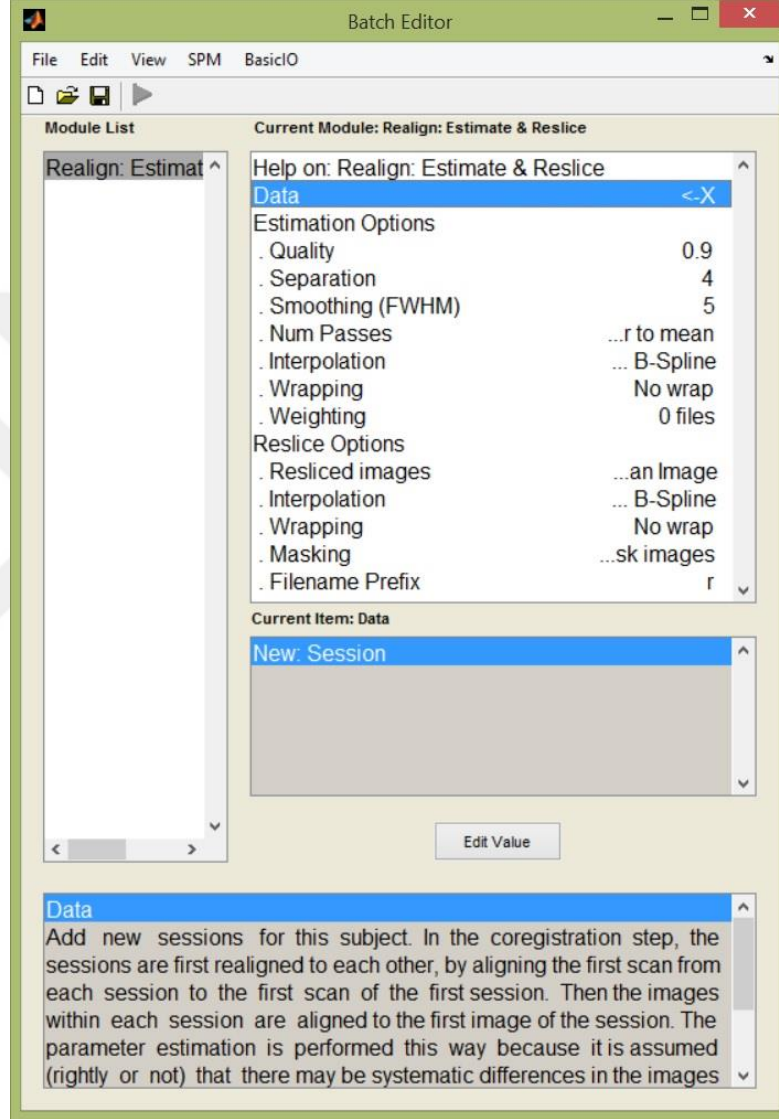 Batch Editor
File Edit View SPM BasicIO
Module List
Realign: Estimat
Current Module: Realign: Estimate & Reslice
Help on: Realign: Estimate & Reslice
Data <-X
Estimation Options
. Quality 0.9
. Separation 4
. Smoothing (FWHM) 5
. Num Passes ...r to mean
. Interpolation ... B-Spline
. Wrapping No wrap
. Weighting 0 files
Reslice Options
. Resliced images ...an Image
. Interpolation ... B-Spline
. Wrapping No wrap
. Masking ...sk images
. Filename Prefix r
Current Item: Data
New: Session
Edit Value
Data
Add new sessions for this subject. In the coregistration step, the
sessions are first realigned to each other, by aligning the first scan from
each session to the first scan of the first session. Then the images
within each session are aligned to the first image of the session. The
parameter estimation is performed this way because it is assumed
(rightly or not) that there may be systematic differences in the images